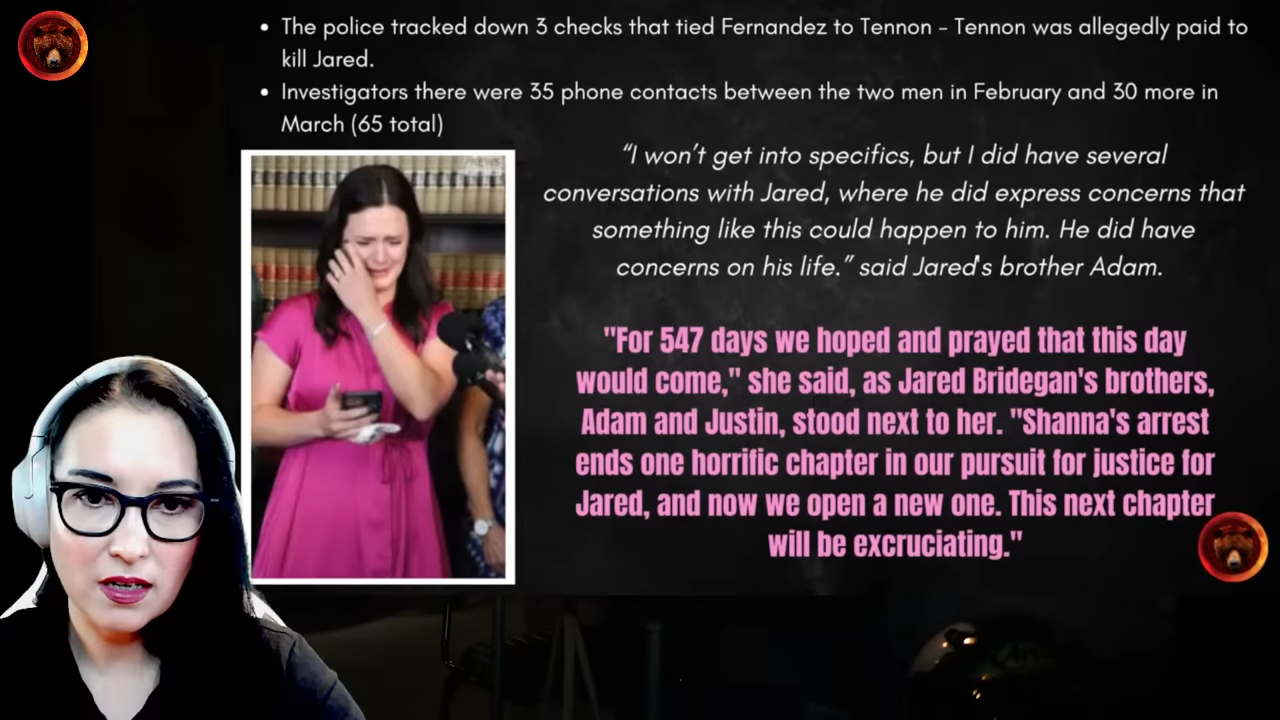 • The police tracked down 3 checks that tied Fernandez to Tennon - Tennon was allegedly paid to
kill Jared.
• Investigators there were 35 phone contacts between the two men in February and 30 more in
March (65 total)
“I won’t get into specifics, but I did have several
conversations with Jared, where he did express concerns that
something like this could happen to him. He did have
concerns on his life.” said Jared's brother Adam.
"For 547 days we hoped and prayed that this day
would come," she said, as Jared Bridegan's brothers,
Adam and Justin, stood next to her. "Shanna's arrest
ends one horrific chapter in our pursuit for justice for
Jared, and now we open a new one. This next chapter
will be excruciating."